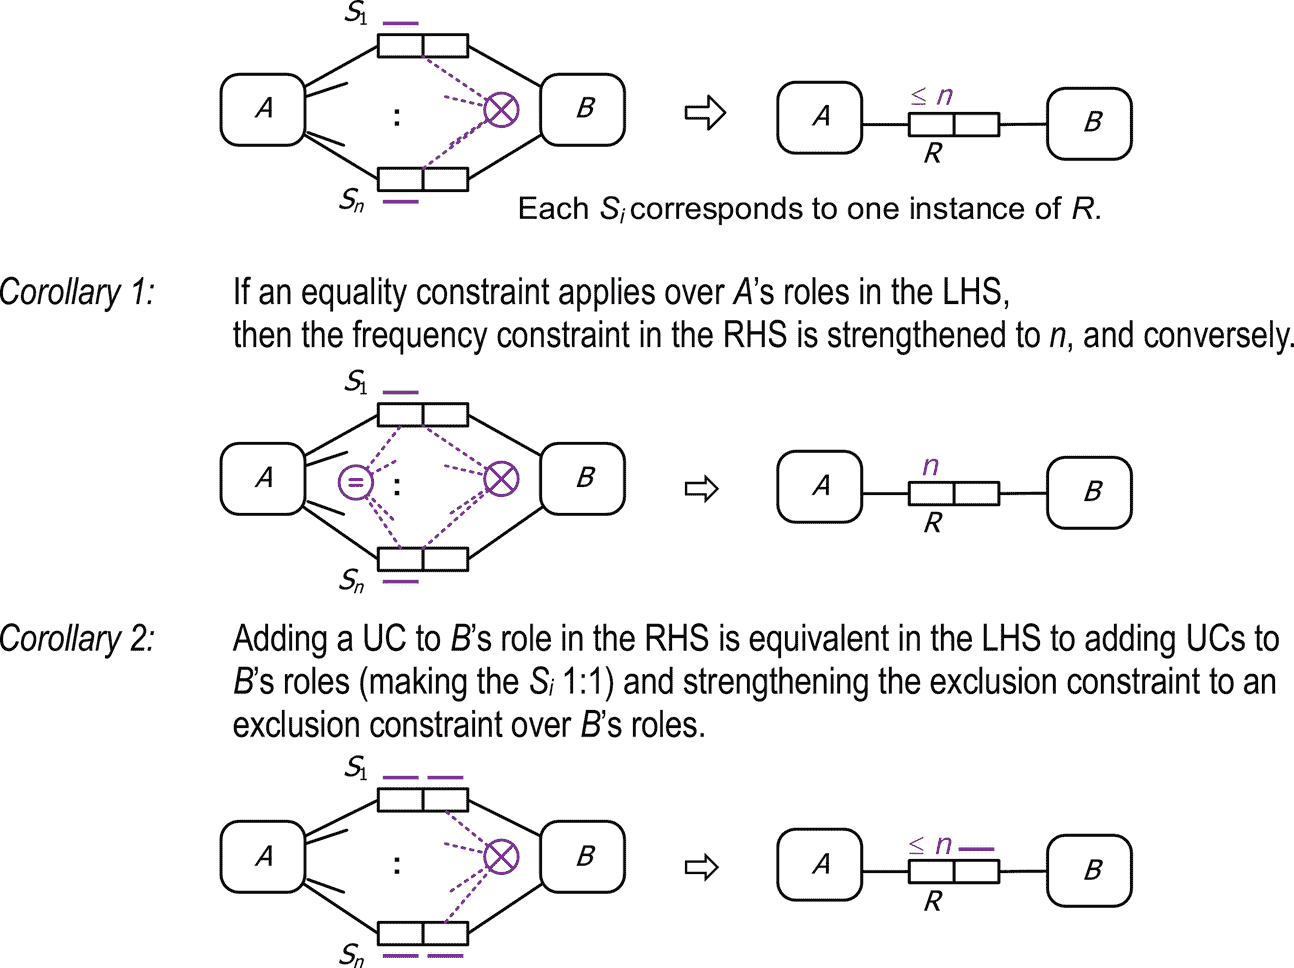 S1
A
:
B
≤ n
A
B
R
Sn
Each Si corresponds to one instance of R.
Corollary 1: If an equality constraint applies over A’s roles in the LHS,
then the frequency constraint in the RHS is strengthened to n, and conversely.
S1
A
=
:
B
n
A
B
R
Sn
Corollary 2: Adding a UC to B’s role in the RHS is equivalent in the LHS to adding UCs to
B’s roles (making the Si 1:1) and strengthening the exclusion constraint to an
exclusion constraint over B’s roles.
S1
A
:
B
≤ n
A
B
R
Sn